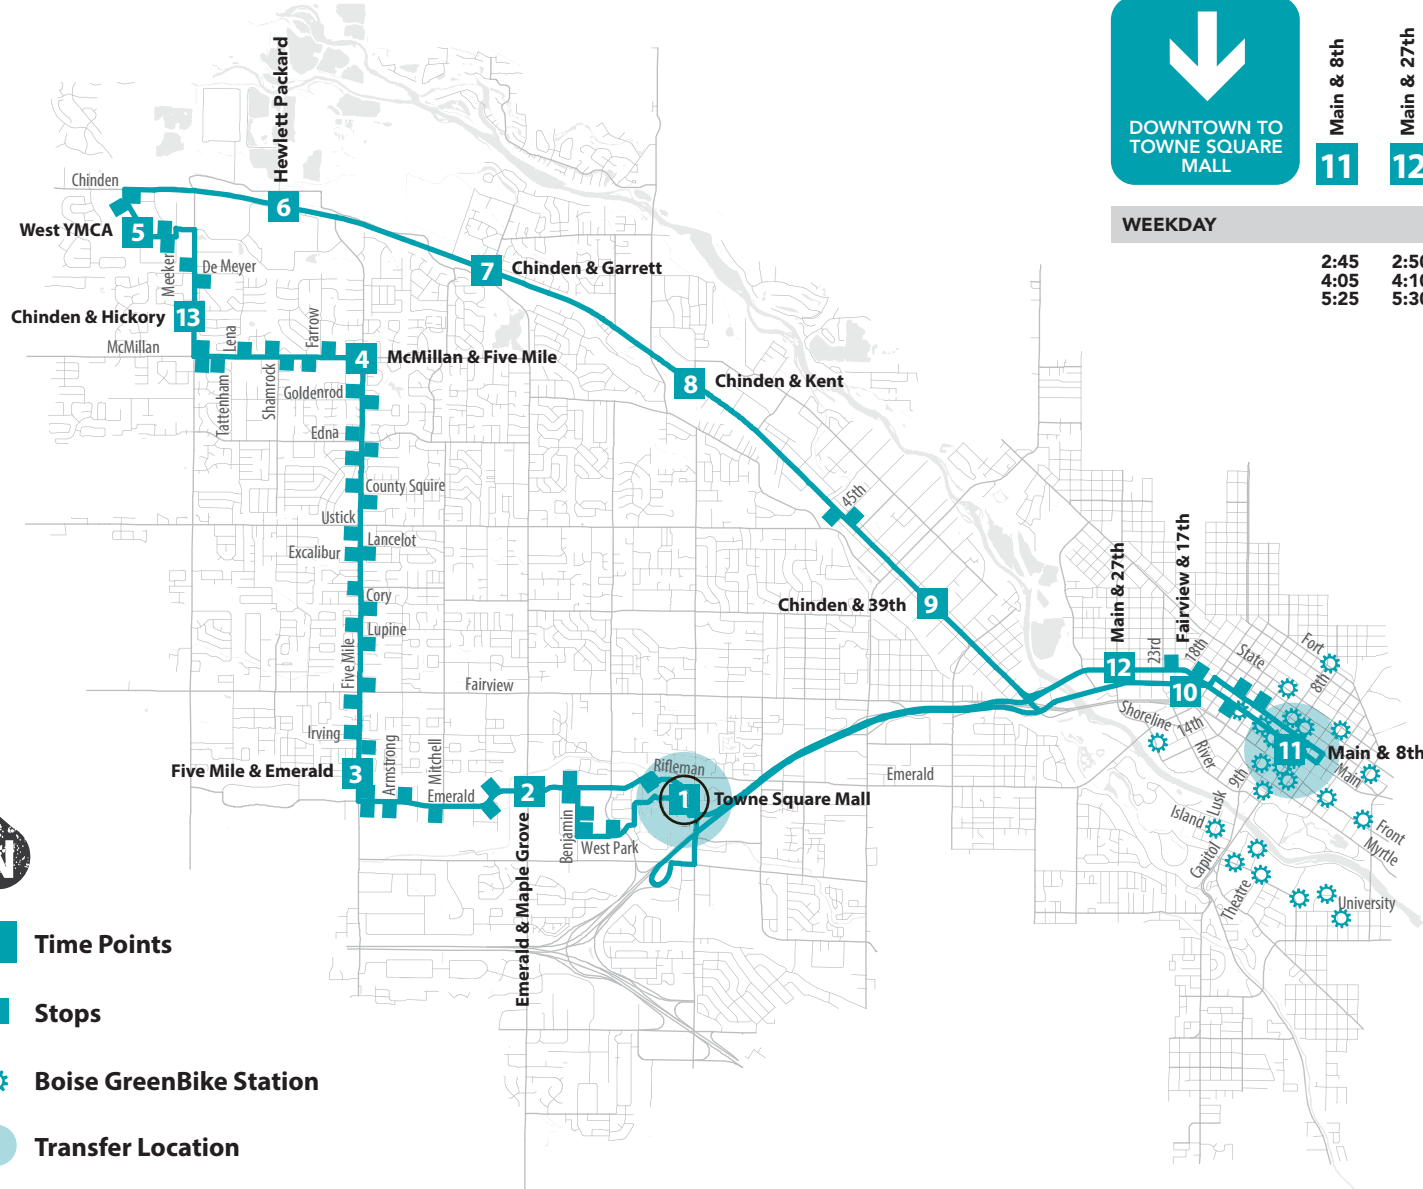 DOWNTOWN TO
TOWNE SQUARE
MALL
Main & 8th
11
Main & 27th
12
WEEKDAY
2:45
4:05
5:25
Hewlett Packard
Chinden
6
West YMCA
5
Meeker
De Meyer
7
Chinden & Garrett
Chinden & Hickory
13
McMillan
Lena
Farrow
4
McMillan & Five Mile
Tattenham
Shamrock
Goldenrod
8
Chinden & Kent
Edna
County Squire
45th
Ustick
Lancelot
Excalibur
Cory
Lupine
Five Mile
Chinden & 39th
9
Main & 27th
Fairview & 17th
12
23rd
18th
10
State
Fort
8th
Fairview
Shoreline
14th
River
9th
11
Main & 8th
Main
Irving
Armstrong
Mitchell
Five Mile & Emerald
3
Emerald
Rifleman
Emerald
2
1
Towne Square Mall
Emerald & Maple Grove
Benjamin
West Park
Island
Lusk
Capitol
Theatre
Front
Myrtle
University
N
Time Points
Stops
Boise GreenBike Station
Transfer Location